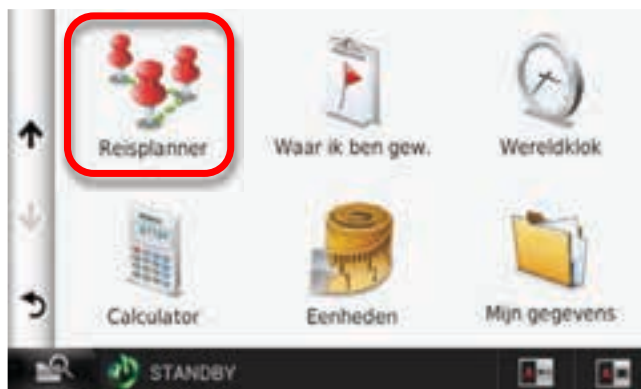 Reisplanner
Waar ik ben gew.
Wereldklok
Calculator
Eenheden
Mijn gegevens
STANDBY